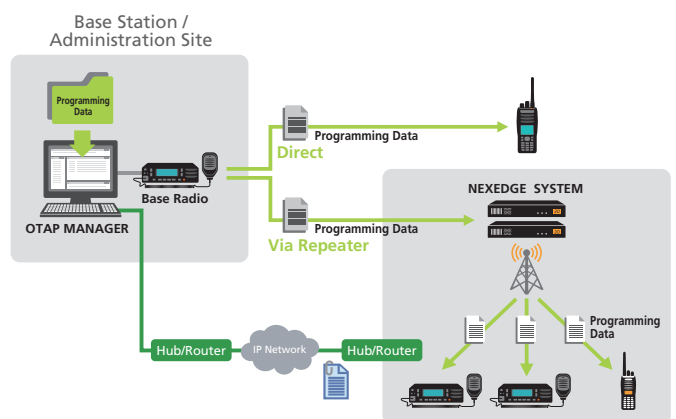 Base Station /
Administration Site
Programming
Data
OTAP MANAGER
Base Radio
Programming Data
Direct
Programming Data
Via Repeater
NEXEDGE SYSTEM
Programming
Data
Hub/Router
IP Network
Hub/Router